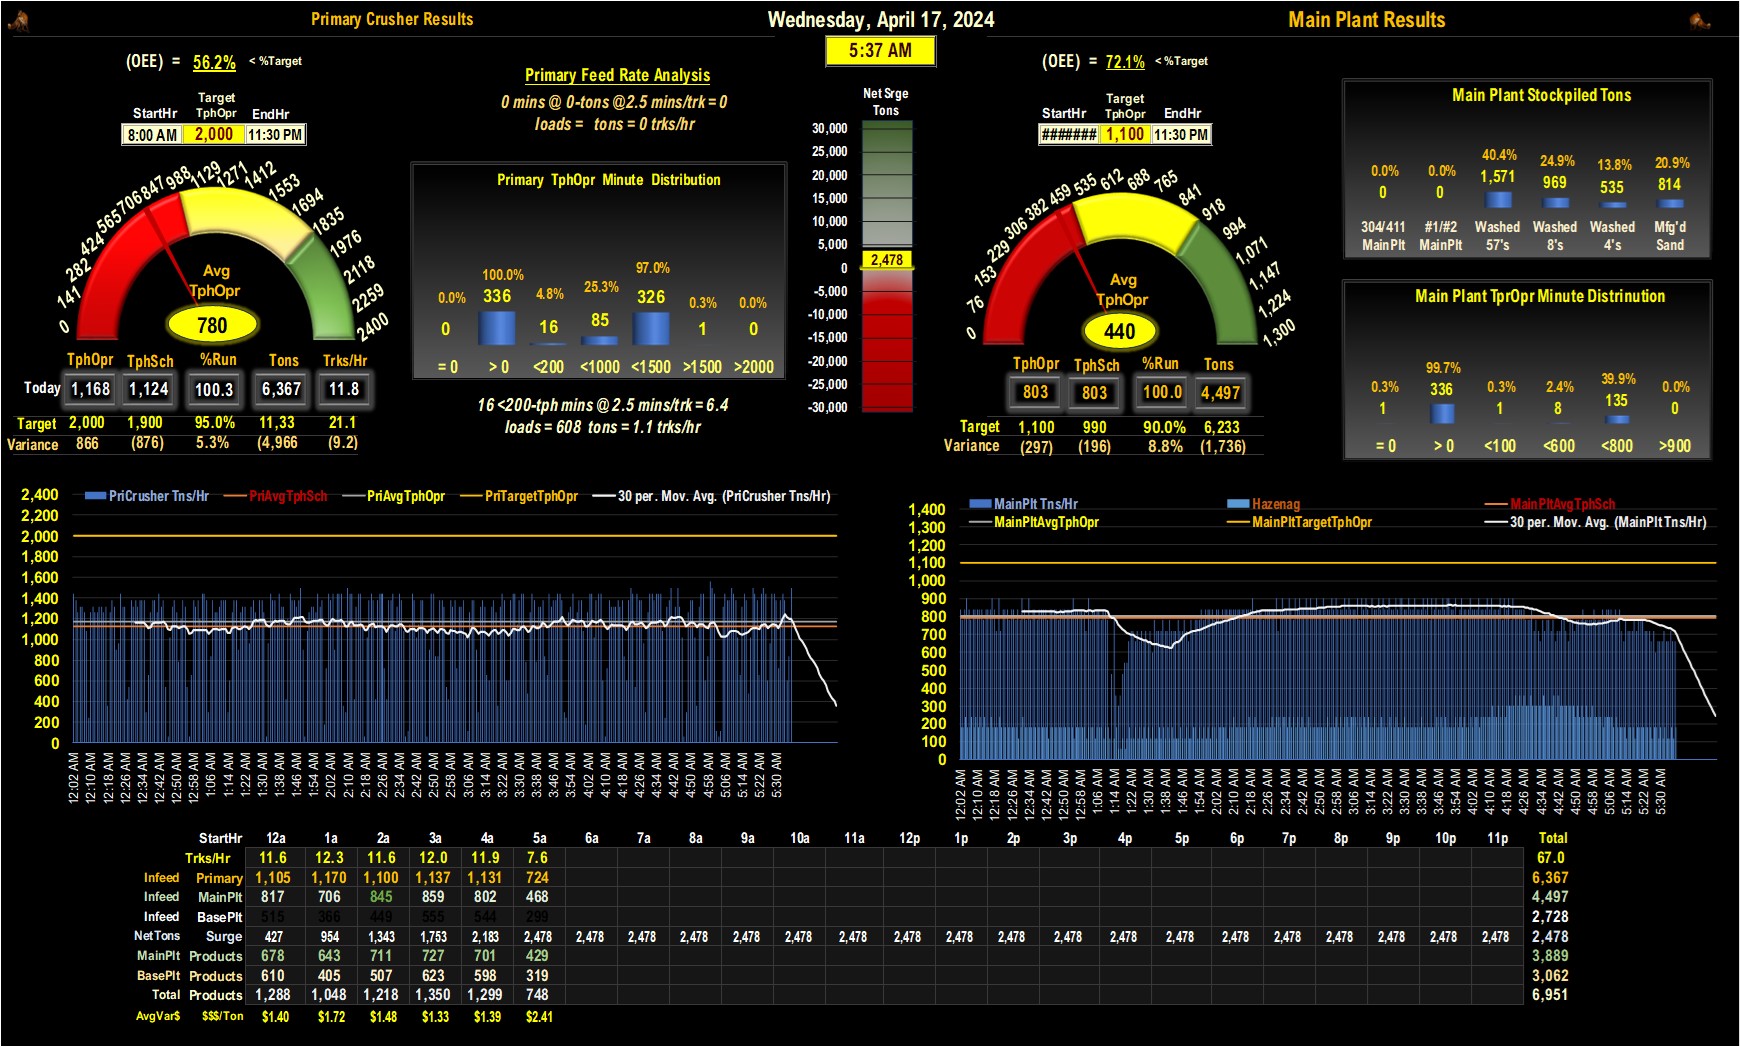 Primary Crusher Results
Wednesday, April 17, 2024
Main Plant Results
5:37 AM
(OEE) = 56.2% < %Target
StartHr Target TphOpr EndHr
8:00 AM 2,000 11:30 PM
0 141 282 424 565 706 847 988 1129 1271 1412 1553 1694 1835 1976 2118 2259 2400
Avg
TphOpr
780
TphOpr TphSch %Run Tons Trks/Hr
Today 1,168 1,124 100.3 6,367 11.8
Target 2,000 1,900 95.0% 11,33 21.1
Variance 866 (876) 5.3% (4,966 (9.2)
Primary Feed Rate Analysis
0 mins @ 0-tons @2.5 mins/trk = 0
loads = tons = 0 trks/hr
Primary TphOpr Minute Distribution
0.0% 100.0% 4.8% 25.3% 97.0% 0.3% 0.0%
0 336 16 85 326 1 0
= 0 > 0 <200 <1000 <1500 >1500 >2000
16 <200-tph mins @ 2.5 mins/trk = 6.4
loads = 608 tons = 1.1 trks/hr
Net Srge
Tons
30,000
25,000
20,000
15,000
10,000
5,000
2,478
0
-5,000
-10,000
-15,000
-20,000
-25,000
-30,000
(OEE) = 72.1% < %Target
StartHr Target TphOpr EndHr
####### 1,100 11:30 PM
0 76 153 229 306 382 459 535 612 688 765 841 918 994 1,071 1,147 1,224 1,300
Avg
TphOpr
440
TphOpr TphSch %Run Tons
803 803 100.0 4,497
Target 1,100 990 90.0% 6,233
Variance (297) (196) 8.8% (1,736)
Main Plant Stockpiled Tons
0.0% 0.0% 40.4% 24.9% 13.8% 20.9%
0 0 1,571 969 535 814
304/411 #1/#2 Washed Washed Washed Mfg'd
MainPlt MainPlt 57's 8's 4's Sand
Main Plant TprOpr Minute Distrinution
0.3% 99.7% 0.3% 2.4% 39.9% 0.0%
1 336 1 8 135 0
= 0 > 0 <100 <600 <800 >900
PriCrusher Tns/Hr PriAvgTphSch PriAvgTphOpr PriTargetTphOpr 30 per. Mov. Avg. (PriCrusher Tns/Hr)
2,400
2,200
2,000
1,800
1,600
1,400
1,200
1,000
800
600
400
200
0
12:02 AM 12:10 AM 12:18 AM 12:26 AM 12:34 AM 12:42 AM 12:50 AM 12:58 AM 1:06 AM 1:14 AM 1:22 AM 1:30 AM 1:38 AM 1:46 AM 1:54 AM 2:02 AM 2:10 AM 2:18 AM 2:26 AM 2:34 AM 2:42 AM 2:50 AM 2:58 AM 3:06 AM 3:14 AM 3:22 AM 3:30 AM 3:38 AM 3:46 AM 3:54 AM 4:02 AM 4:10 AM 4:18 AM 4:26 AM 4:34 AM 4:42 AM 4:50 AM 4:58 AM 5:06 AM 5:14 AM 5:22 AM 5:30 AM
MainPlt Tns/Hr Hazenag MainPltAvgTphSch
MainPltAvgTphOpr MainPltTargetTphOpr 30 per. Mov. Avg. (MainPlt Tns/Hr)
1,400
1,300
1,200
1,100
1,000
900
800
700
600
500
400
300
200
100
0
12:02 AM 12:10 AM 12:18 AM 12:26 AM 12:34 AM 12:42 AM 12:50 AM 12:58 AM 1:06 AM 1:14 AM 1:22 AM 1:30 AM 1:38 AM 1:46 AM 1:54 AM 2:02 AM 2:10 AM 2:18 AM 2:26 AM 2:34 AM 2:42 AM 2:50 AM 2:58 AM 3:06 AM 3:14 AM 3:22 AM 3:30 AM 3:38 AM 3:46 AM 3:54 AM 4:02 AM 4:10 AM 4:18 AM 4:26 AM 4:34 AM 4:42 AM 4:50 AM 4:58 AM 5:06 AM 5:14 AM 5:22 AM 5:30 AM
StartHr 12a 1a 2a 3a 4a 5a 6a 7a 8a 9a 10a 11a 12p 1p 2p 3p 4p 5p 6p 7p 8p 9p 10p 11p Total
Trks/Hr 11.6 12.3 11.6 12.0 11.9 7.6 67.0
Infeed Primary 1,105 1,170 1,100 1,137 1,131 724 6,367
Infeed MainPlt 817 706 845 859 802 468 4,497
Infeed BasePlt 515 366 449 555 544 299 2,728
NetTons Surge 427 954 1,343 1,753 2,183 2,478 2,478 2,478 2,478 2,478 2,478 2,478 2,478 2,478 2,478 2,478 2,478 2,478 2,478 2,478 2,478 2,478 2,478 2,478 2,478
MainPlt Products 678 643 711 727 701 429 3,889
BasePlt Products 610 405 507 623 598 319 3,062
Total Products 1,288 1,048 1,218 1,350 1,299 748 6,951
AvgVar$ $$$/Ton $1.40 $1.72 $1.48 $1.33 $1.39 $2.41